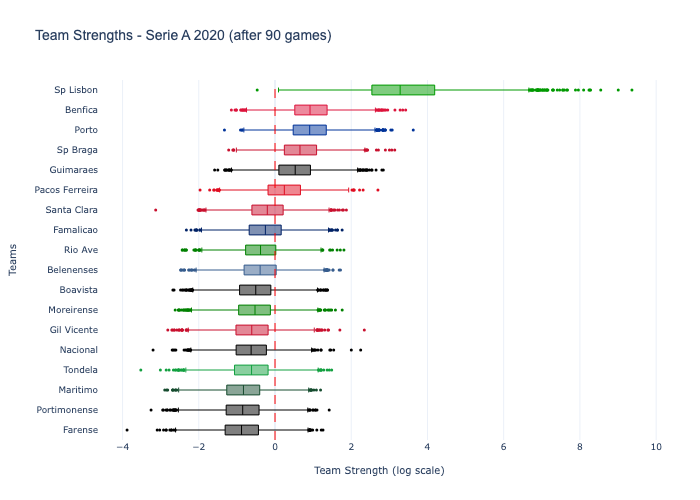 Team Strengths - Serie A 2020 (after 90 games)
Sp Lisbon
Benfica
Porto
Sp Braga
Guimaraes
Pacos Ferreira
Santa Clara
Famalicao
Rio Ave
Belenenses
Boavista
Moreirense
Gil Vicente
Nacional
Tondela
Maritimo
Portimonense
Farense
Teams
−4 −2 0 2 4 6 8 10
Team Strength (log scale)